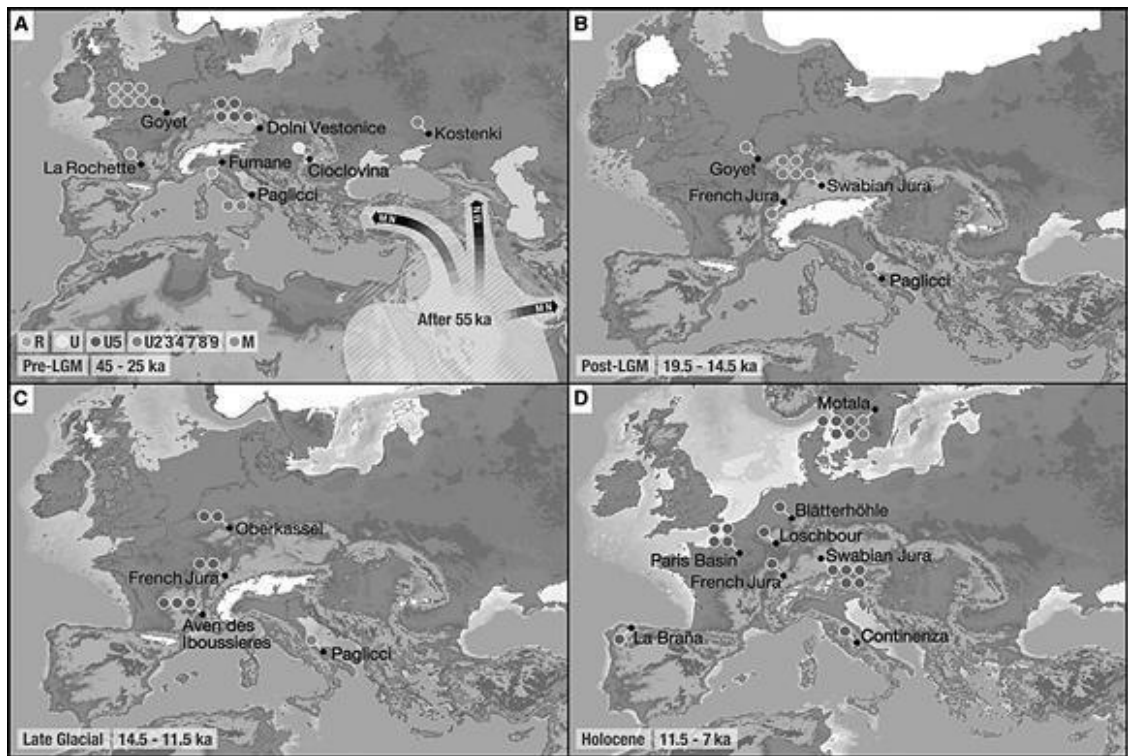 A
Goyet
Dolni Vestonice
Kostenki
La Rochette
Fumane
Cioclovina
Paglicci
M N
M N
After 55 ka
M N
R U U5 U2'3'4'7'8'9 M
Pre-LGM 45 - 25 ka
B
Goyet
French Jura
Swabian Jura
Paglicci
Post-LGM 19.5 - 14.5 ka
C
Oberkassel
French Jura
Aven des
Iboussieres
Paglicci
Late Glacial 14.5 - 11.5 ka
D
Motala
Blätterhöhle
Loschbour
Paris Basin
Swabian Jura
French Jura
La Braña
Continenza
Holocene 11.5 - 7 ka